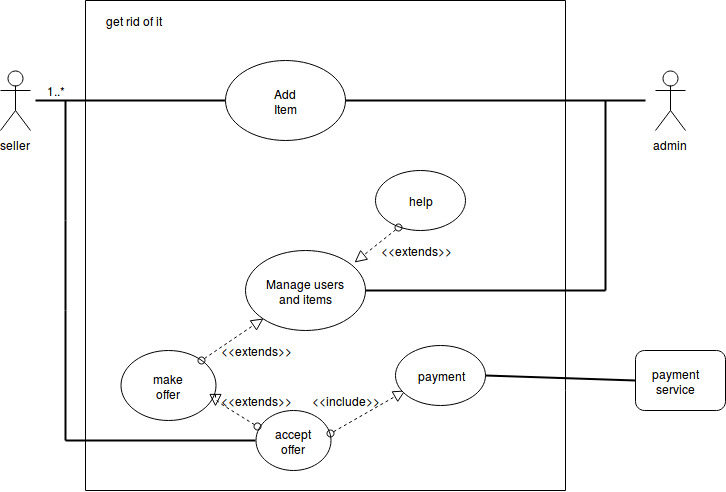 get rid of it
1..*
Add
Item
seller
admin
help
<<extends>>
Manage users
and items
<<extends>>
make
offer
payment
payment
service
<<extends>>
<<include>>
accept
offer